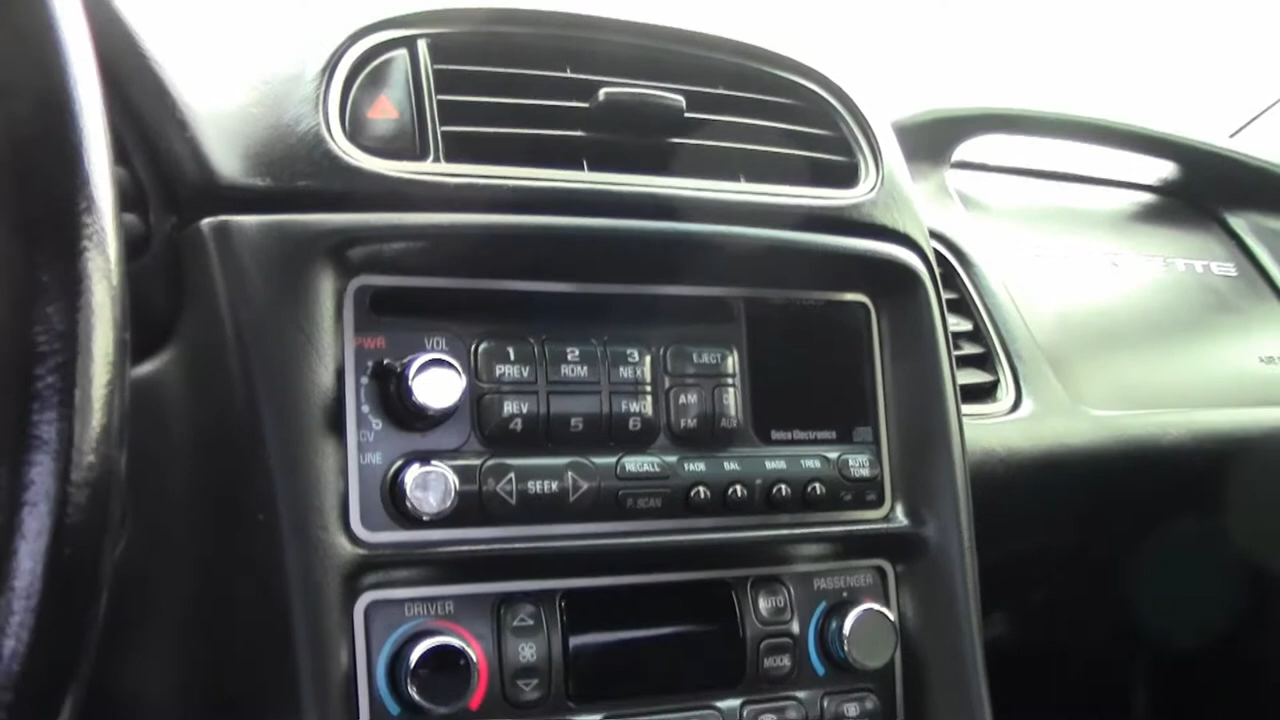 PWR
VOL
1 PREV
2 RDM
3 NEXT
EJECT
REV 4
5
FWD 6
AM FM
AUX
Delco Electronics
CV
LINE
SEEK
RECALL
FADE
BAL
BASS
TREB
AUTO TONE
P.SCAN
DRIVER
AUTO
PASSENGER
MODE